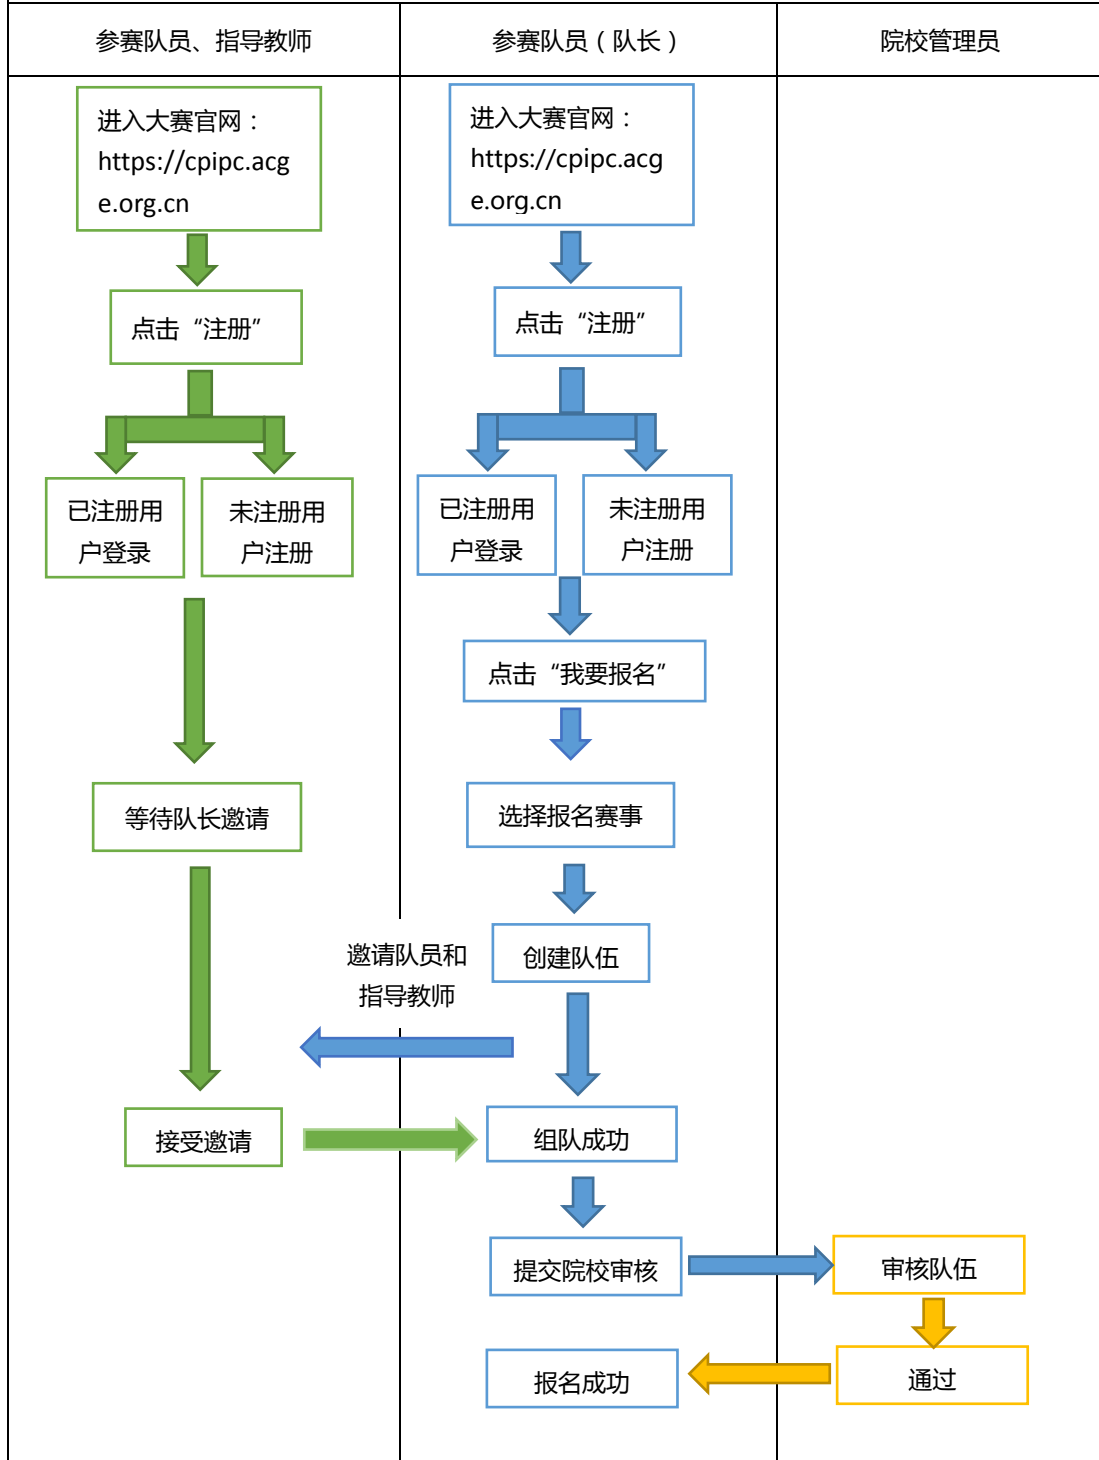 参赛队员、指导教师
参赛队员（队长）
院校管理员
进入大赛官网：
https://cpipc.acg
e.org.cn
进入大赛官网：
https://cpipc.acg
e.org.cn
点击“注册”
点击“注册”
已注册用
户登录
未注册用
户注册
已注册用
户登录
未注册用
户注册
点击“我要报名”
等待队长邀请
选择报名赛事
邀请队员和
指导教师
创建队伍
接受邀请
组队成功
提交院校审核
审核队伍
报名成功
通过